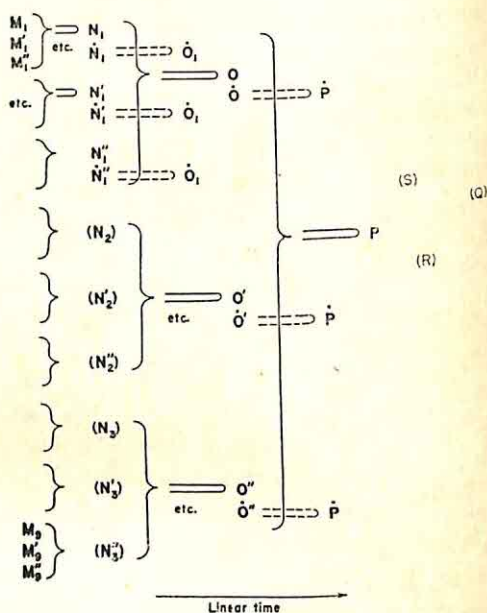 M₁ N₁
M₁′ etc. Ṅ₁ Ȯ₁
M₁″
O
etc. N₁′ Ȯ Ṗ
Ṅ₁′ Ȯ₁
N₁″
Ṅ₁″ Ȯ₁
(S) (Q)
(N₂) P
(R)
(N₂′) O′
etc. Ȯ′ Ṗ
(N₂″)
(N₃)
(N₃′) O″
etc. Ȯ″ Ṗ
M₉
M₉′ (N₃″)
M₉″
Linear time